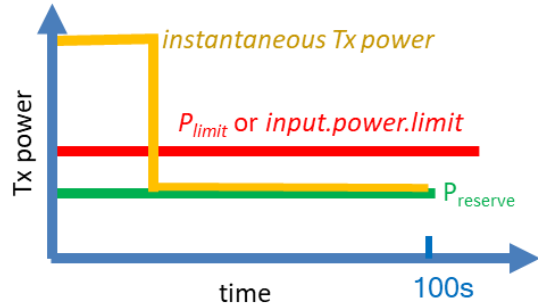 instantaneous Tx power
Plimit or input.power.limit
Tx power
Preserve
time
100s